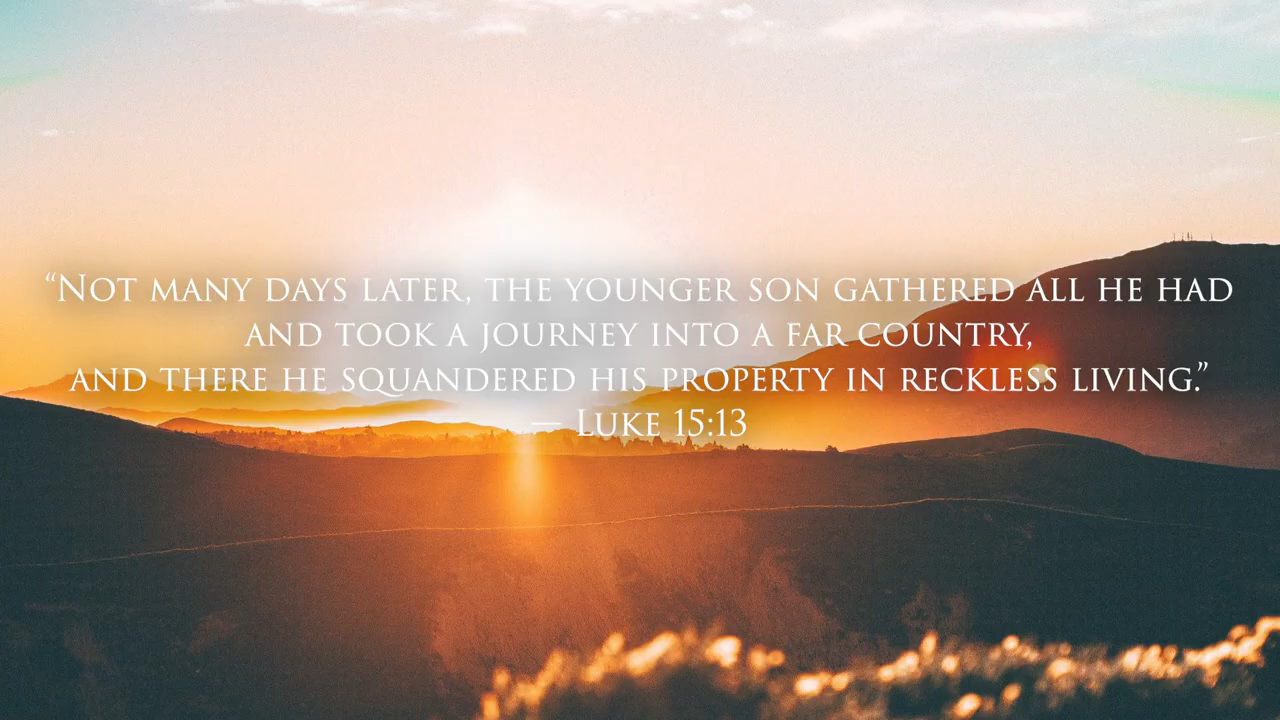 “Not many days later, the younger son gathered all he had
and took a journey into a far country,
and there he squandered his property in reckless living.”
— Luke 15:13